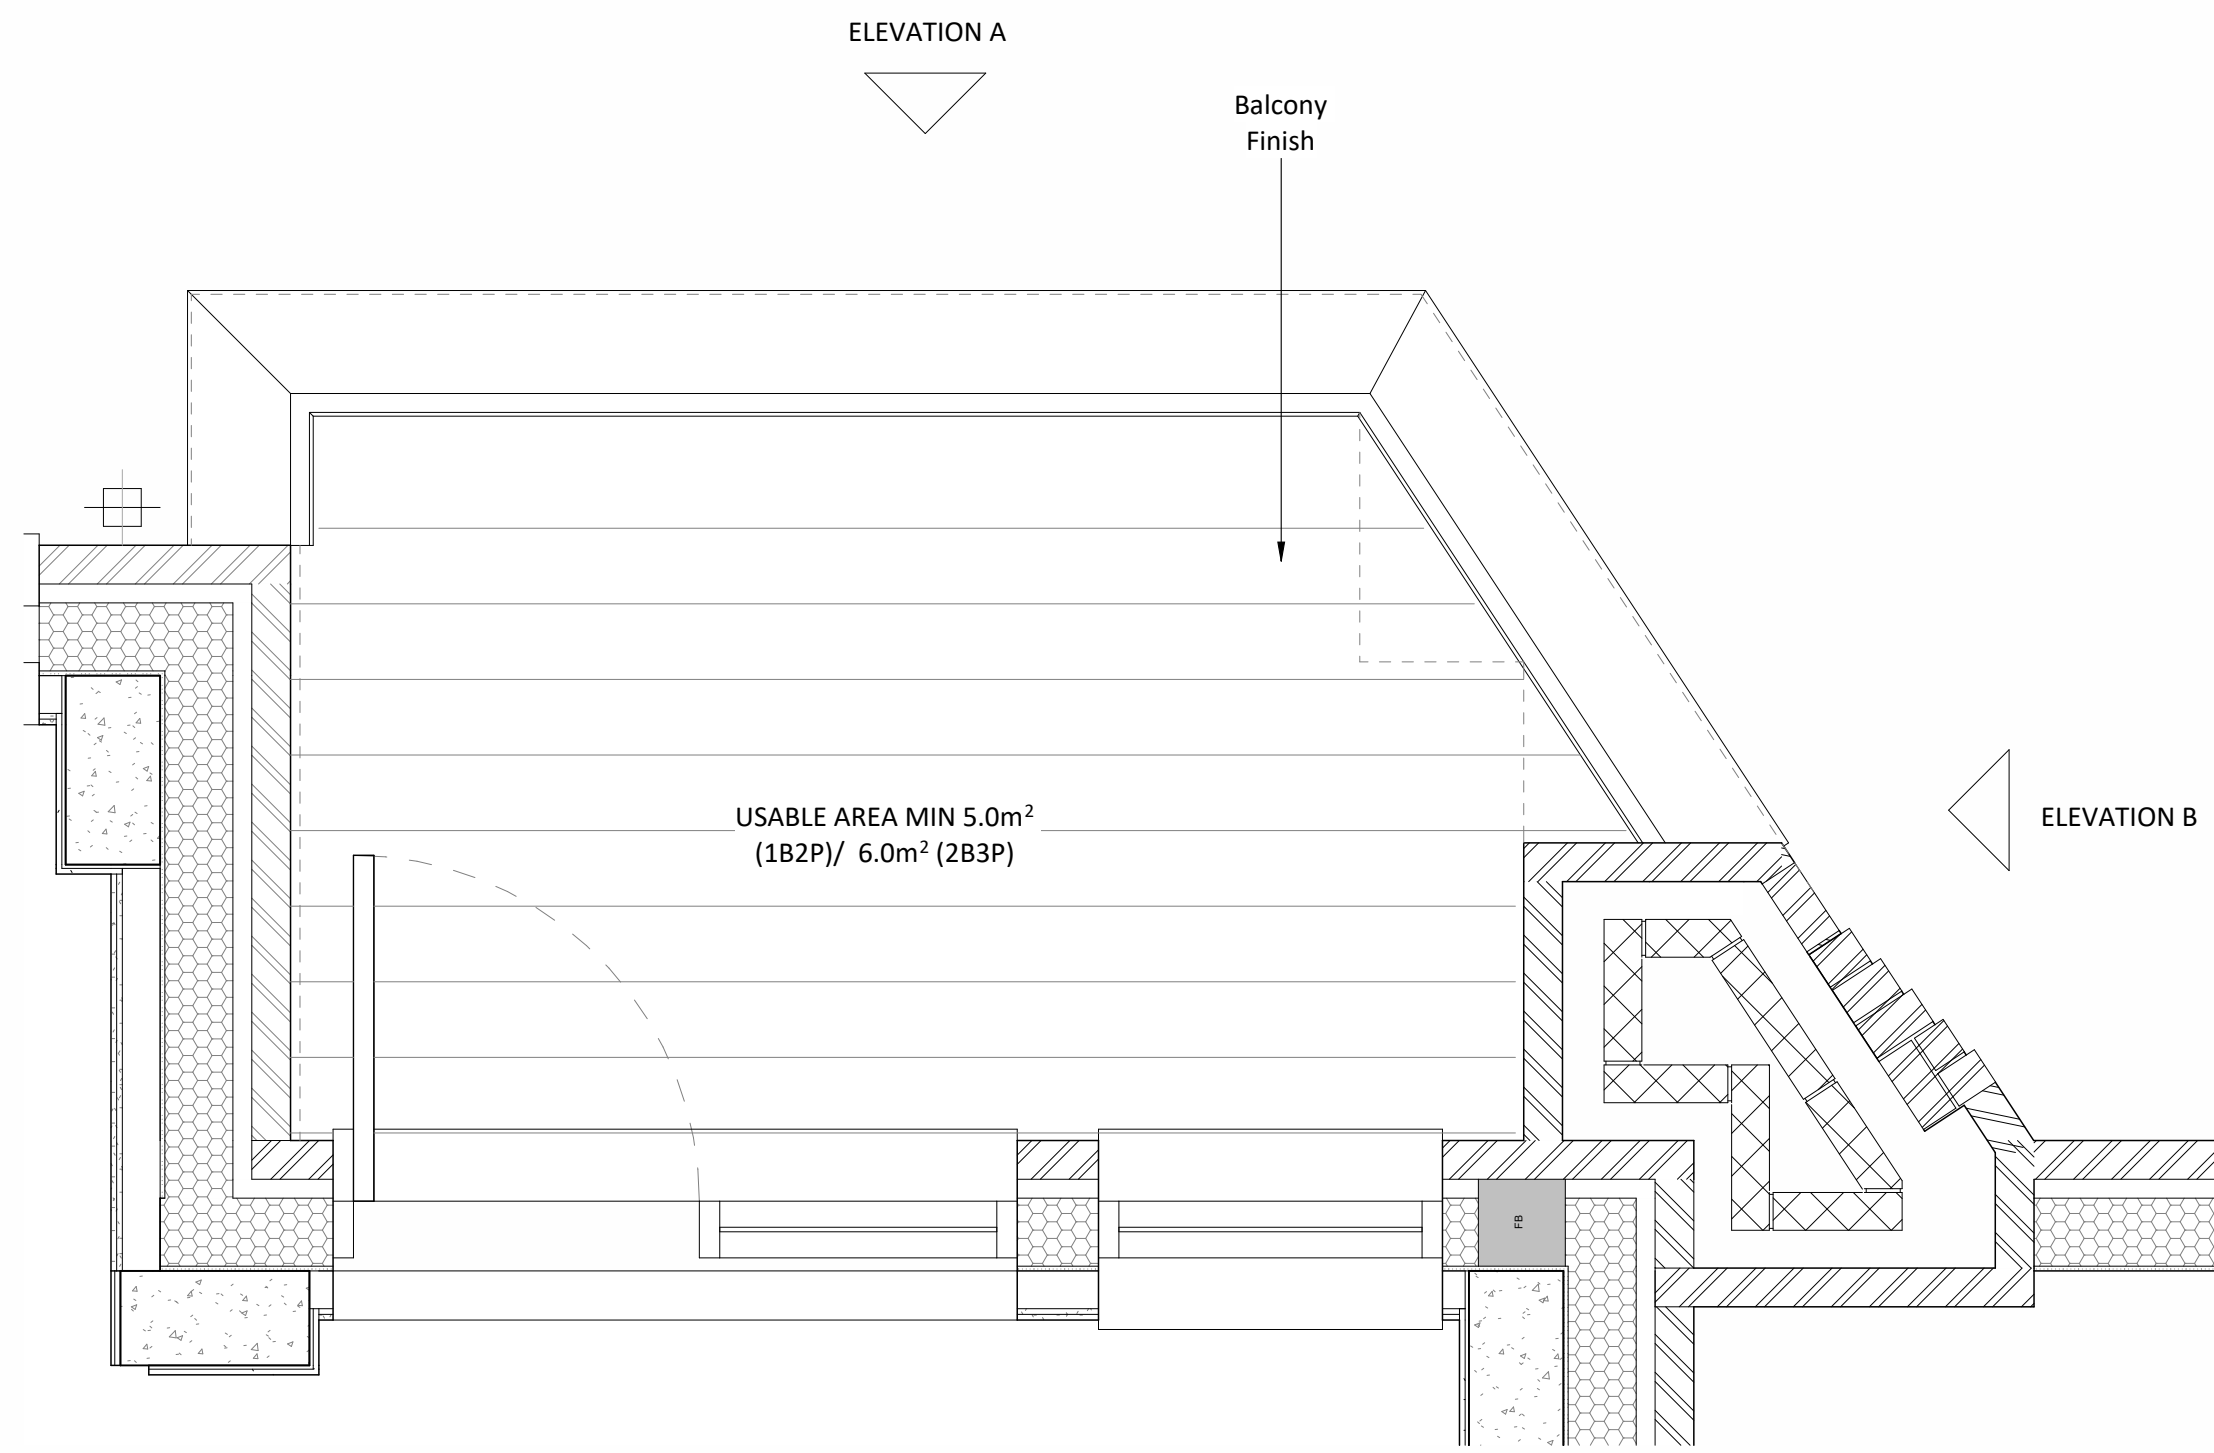 ELEVATION A
Balcony
Finish
USABLE AREA MIN 5.0m²
(1B2P)/ 6.0m² (2B3P)
ELEVATION B
FB